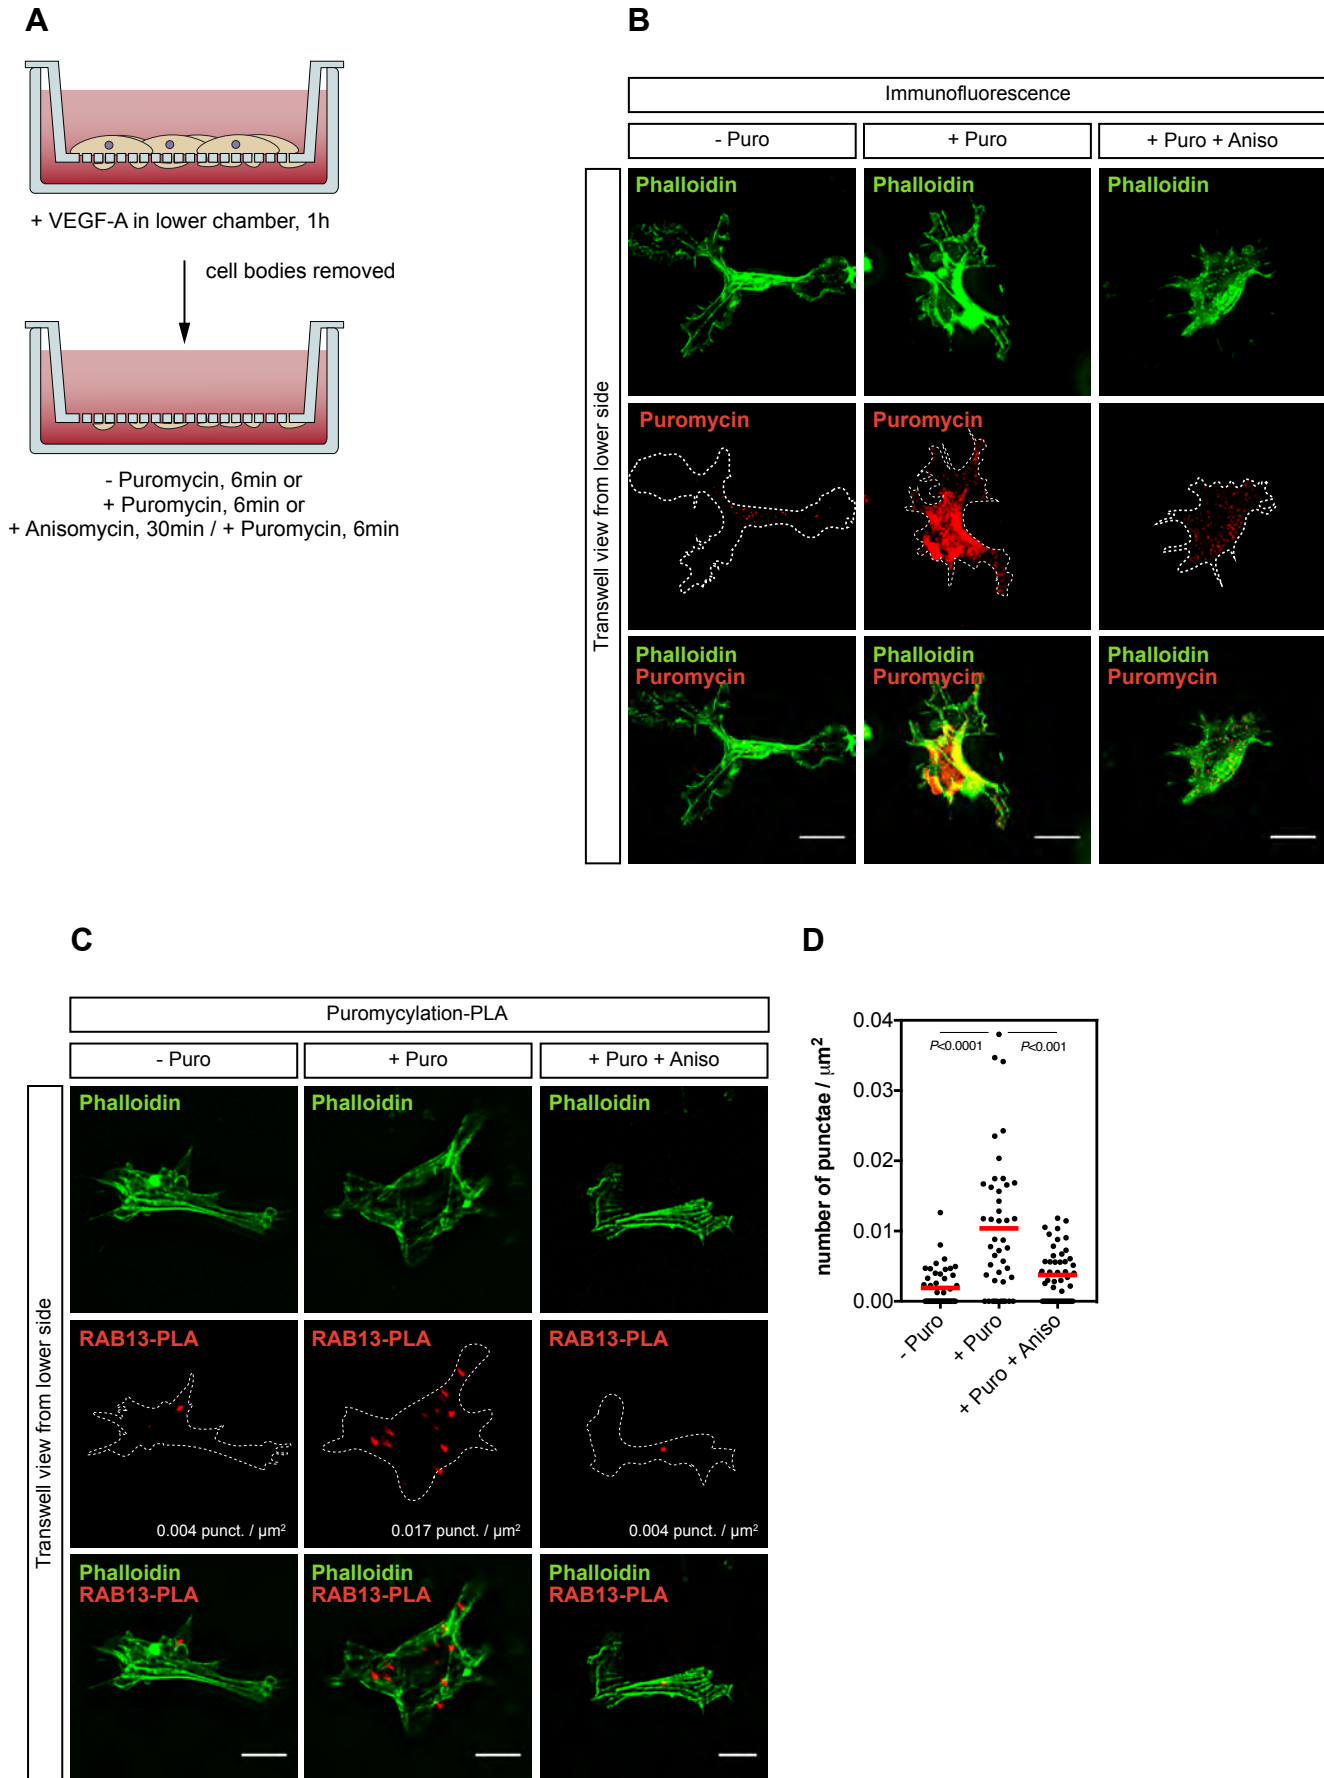 A
+ VEGF-A in lower chamber, 1h
cell bodies removed
- Puromycin, 6min or
+ Puromycin, 6min or
+ Anisomycin, 30min / + Puromycin, 6min
B
Immunofluorescence
- Puro
+ Puro
+ Puro + Aniso
Transwell view from lower side
Phalloidin
Phalloidin
Phalloidin
Puromycin
Puromycin
Puromycin
Phalloidin
Puromycin
Phalloidin
Puromycin
Phalloidin
Puromycin
C
Puromycylation-PLA
- Puro
+ Puro
+ Puro + Aniso
Transwell view from lower side
Phalloidin
Phalloidin
Phalloidin
RAB13-PLA
0.004 punct. / µm²
RAB13-PLA
0.017 punct. / µm²
RAB13-PLA
0.004 punct. / µm²
Phalloidin
RAB13-PLA
Phalloidin
RAB13-PLA
Phalloidin
RAB13-PLA
D
number of punctae / µm²
0.04
0.03
0.02
0.01
0.00
P<0.0001
P<0.001
- Puro
+ Puro
+ Puro + Aniso